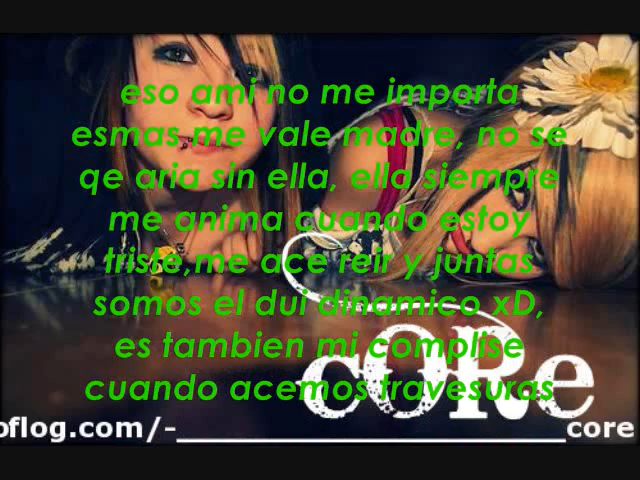 eso ami no me importa
esmas,me vale madre, no se
qe aria sin ella, ella siempre
me anima cuando estoy
triste,me ace reir y juntas
somos el dui dinamico xD,
es tambien mi complise
cuando acemos travesuras
cORe
oflog.com/-____________________________core